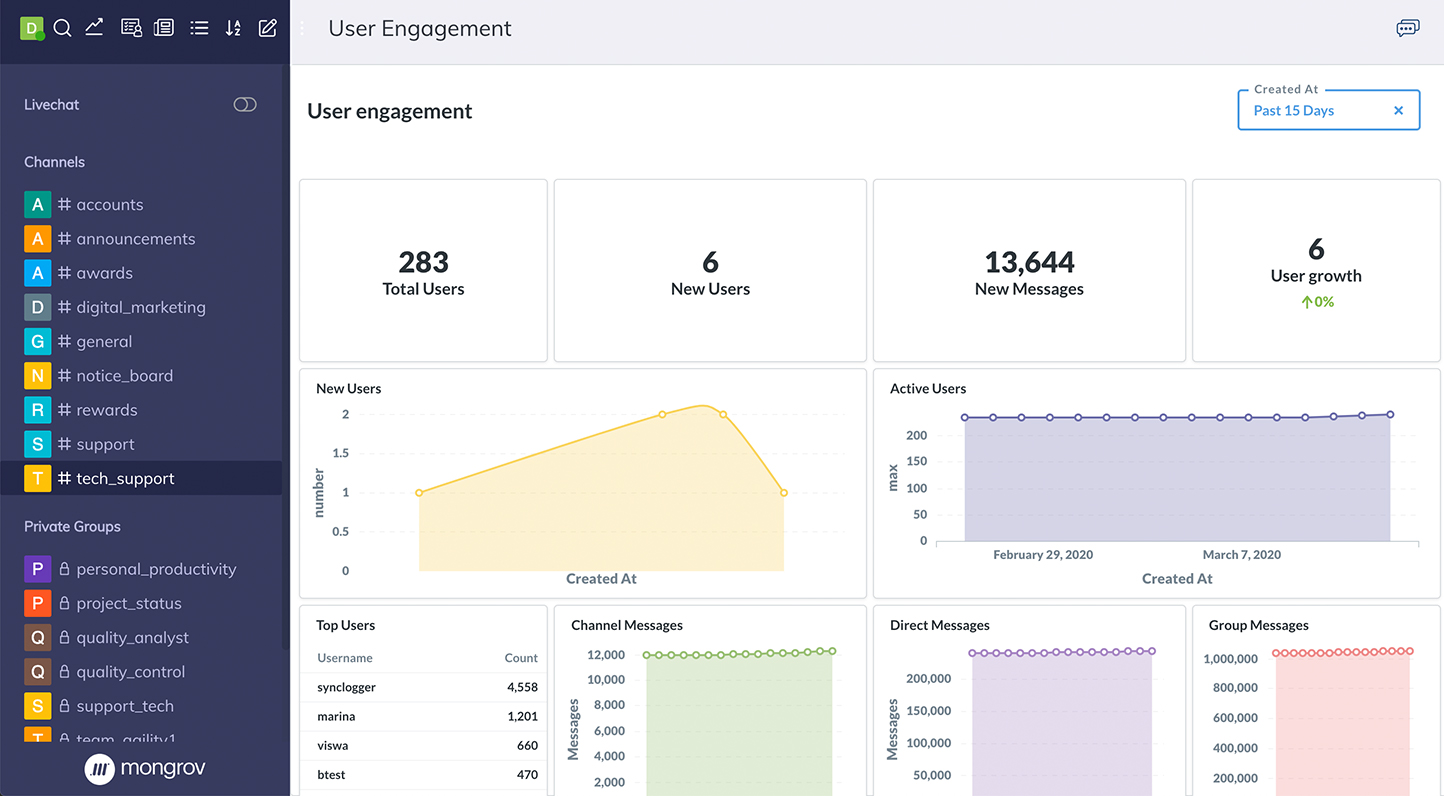 D
User Engagement
Livechat
Channels
A # accounts
A # announcements
A # awards
D # digital_marketing
G # general
N # notice_board
R # rewards
S # support
T # tech_support
Private Groups
P personal_productivity
P project_status
Q quality_analyst
Q quality_control
S support_tech
T team_agility1
mongrov
User engagement
Created At
Past 15 Days ×
283
Total Users
6
New Users
13,644
New Messages
6
User growth
↑0%
New Users
2
1.5
1
0.5
0
number
Created At
Active Users
200
150
100
50
0
max
February 29, 2020 March 7, 2020
Created At
Top Users
Username Count
synclogger 4,558
marina 1,201
viswa 660
btest 470
Channel Messages
12,000
10,000
8,000
6,000
4,000
2,000
Messages
Direct Messages
200,000
150,000
100,000
50,000
Messages
Group Messages
1,000,000
800,000
600,000
400,000
200,000